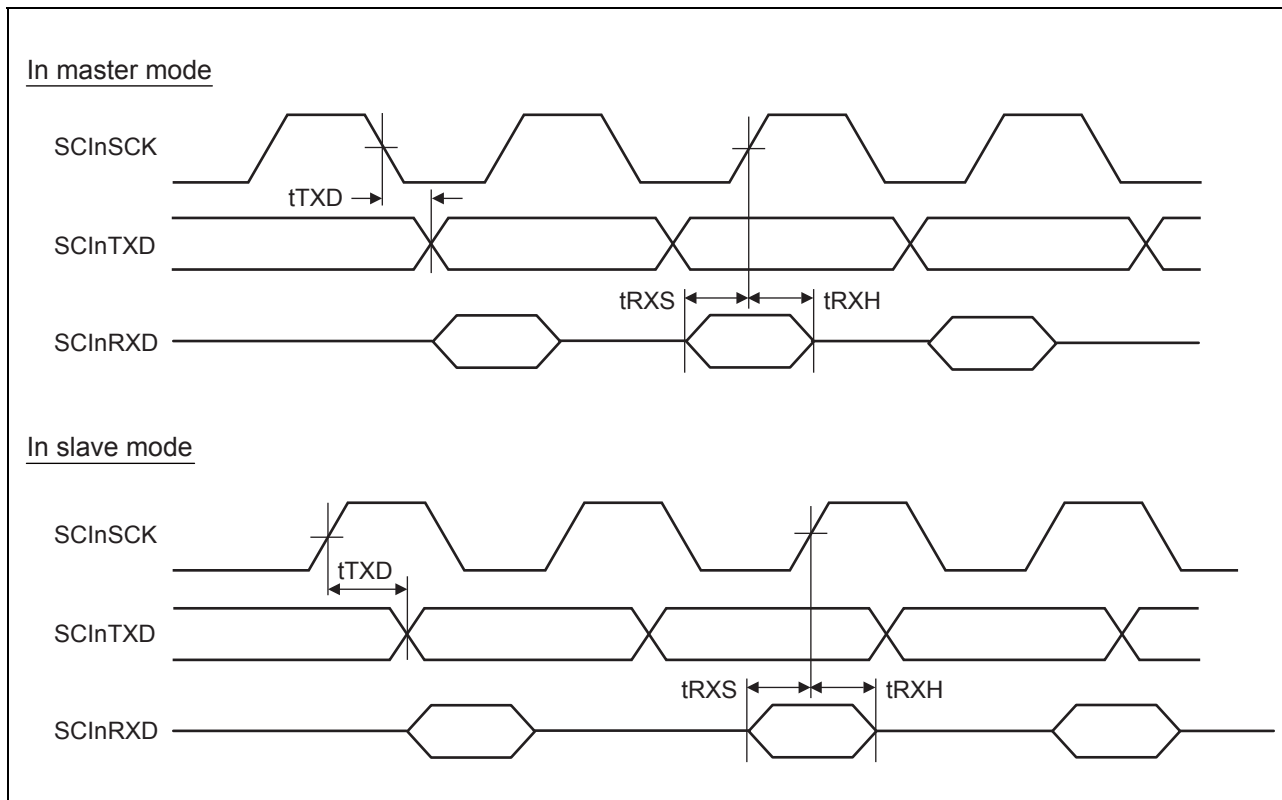 In master mode
SCInSCK
tTXD
SCInTXD
tRXS
tRXH
SCInRXD
In slave mode
SCInSCK
tTXD
SCInTXD
tRXS
tRXH
SCInRXD